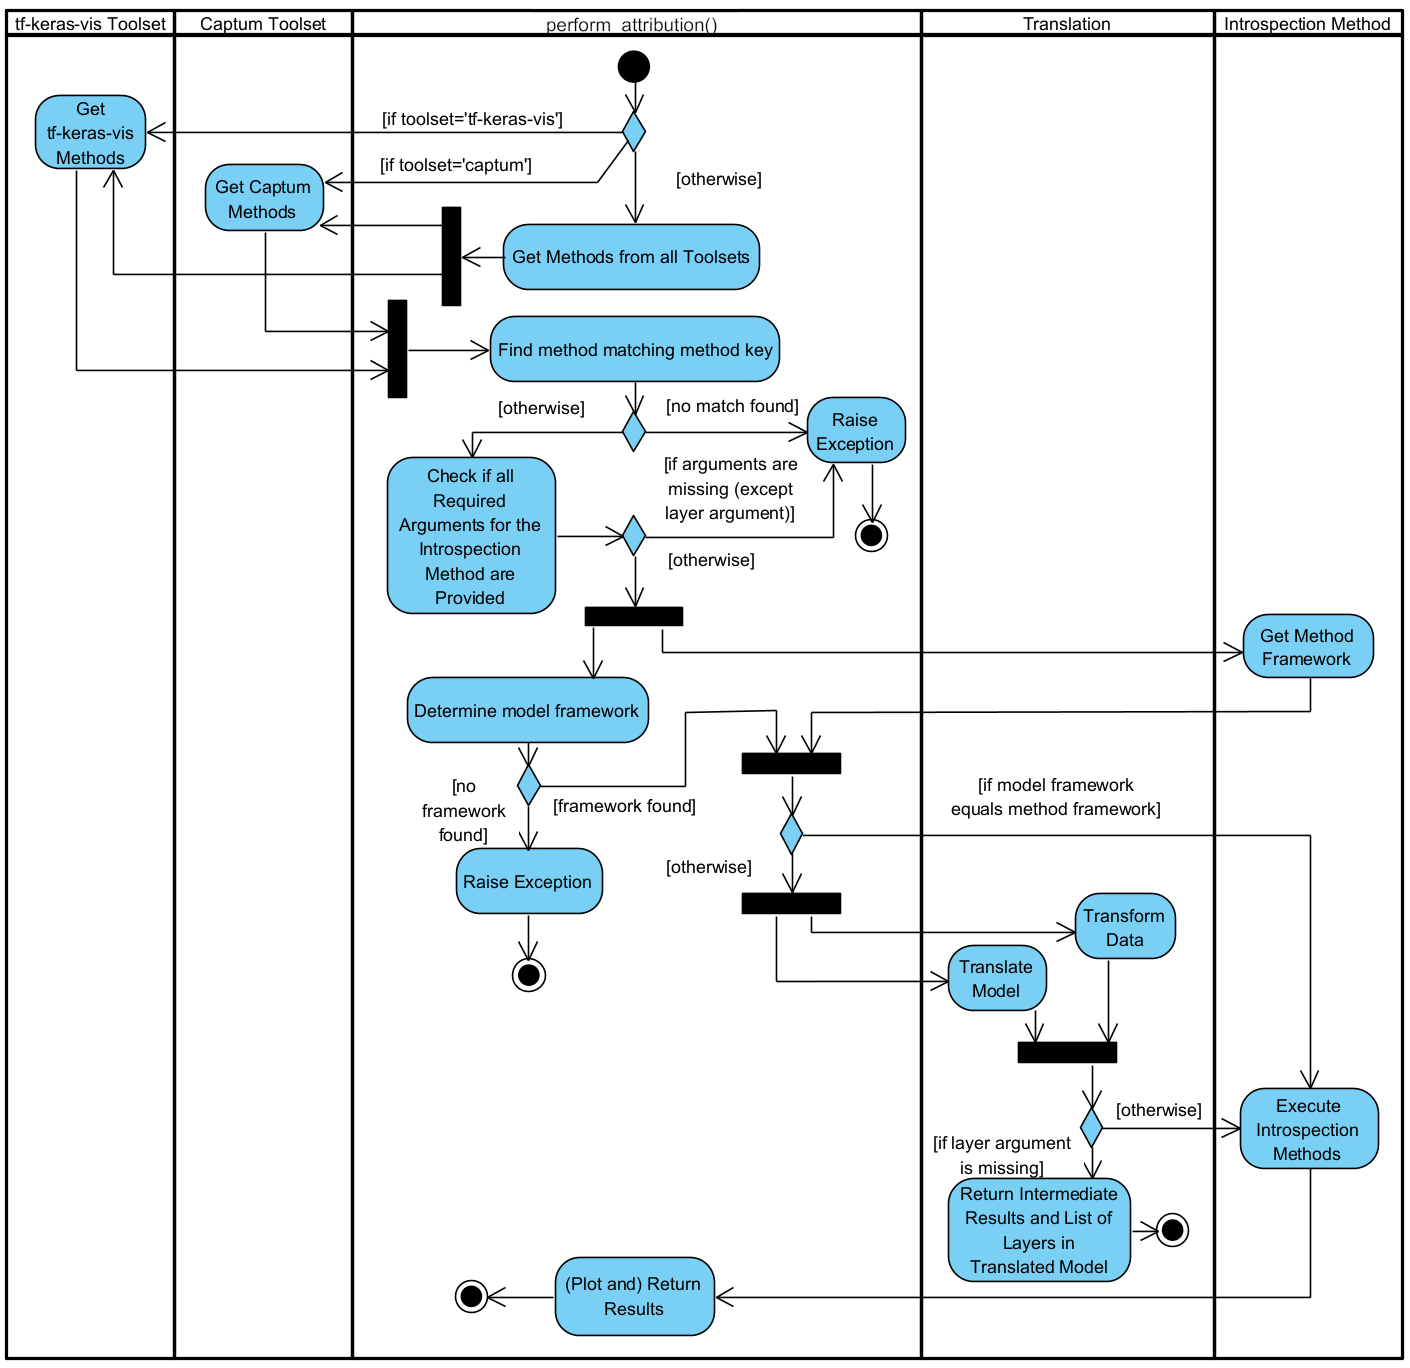 tf-keras-vis Toolset
Captum Toolset
perform_attribution()
Translation
Introspection Method
Get
tf-keras-vis
Methods
[if toolset='tf-keras-vis']
[if toolset='captum']
[otherwise]
Get Captum
Methods
Get Methods from all Toolsets
Find method matching method key
[otherwise]
[no match found]
Raise
Exception
Check if all
Required
Arguments for the
Introspection
Method are
Provided
[if arguments are
missing (except
layer argument)]
[otherwise]
Get Method
Framework
Determine model framework
[no
framework
found]
[framework found]
[if model framework
equals method framework]
[otherwise]
Raise Exception
Transform
Data
Translate
Model
[otherwise]
[if layer argument
is missing]
Execute
Introspection
Methods
Return Intermediate
Results and List of
Layers in
Translated Model
(Plot and) Return
Results